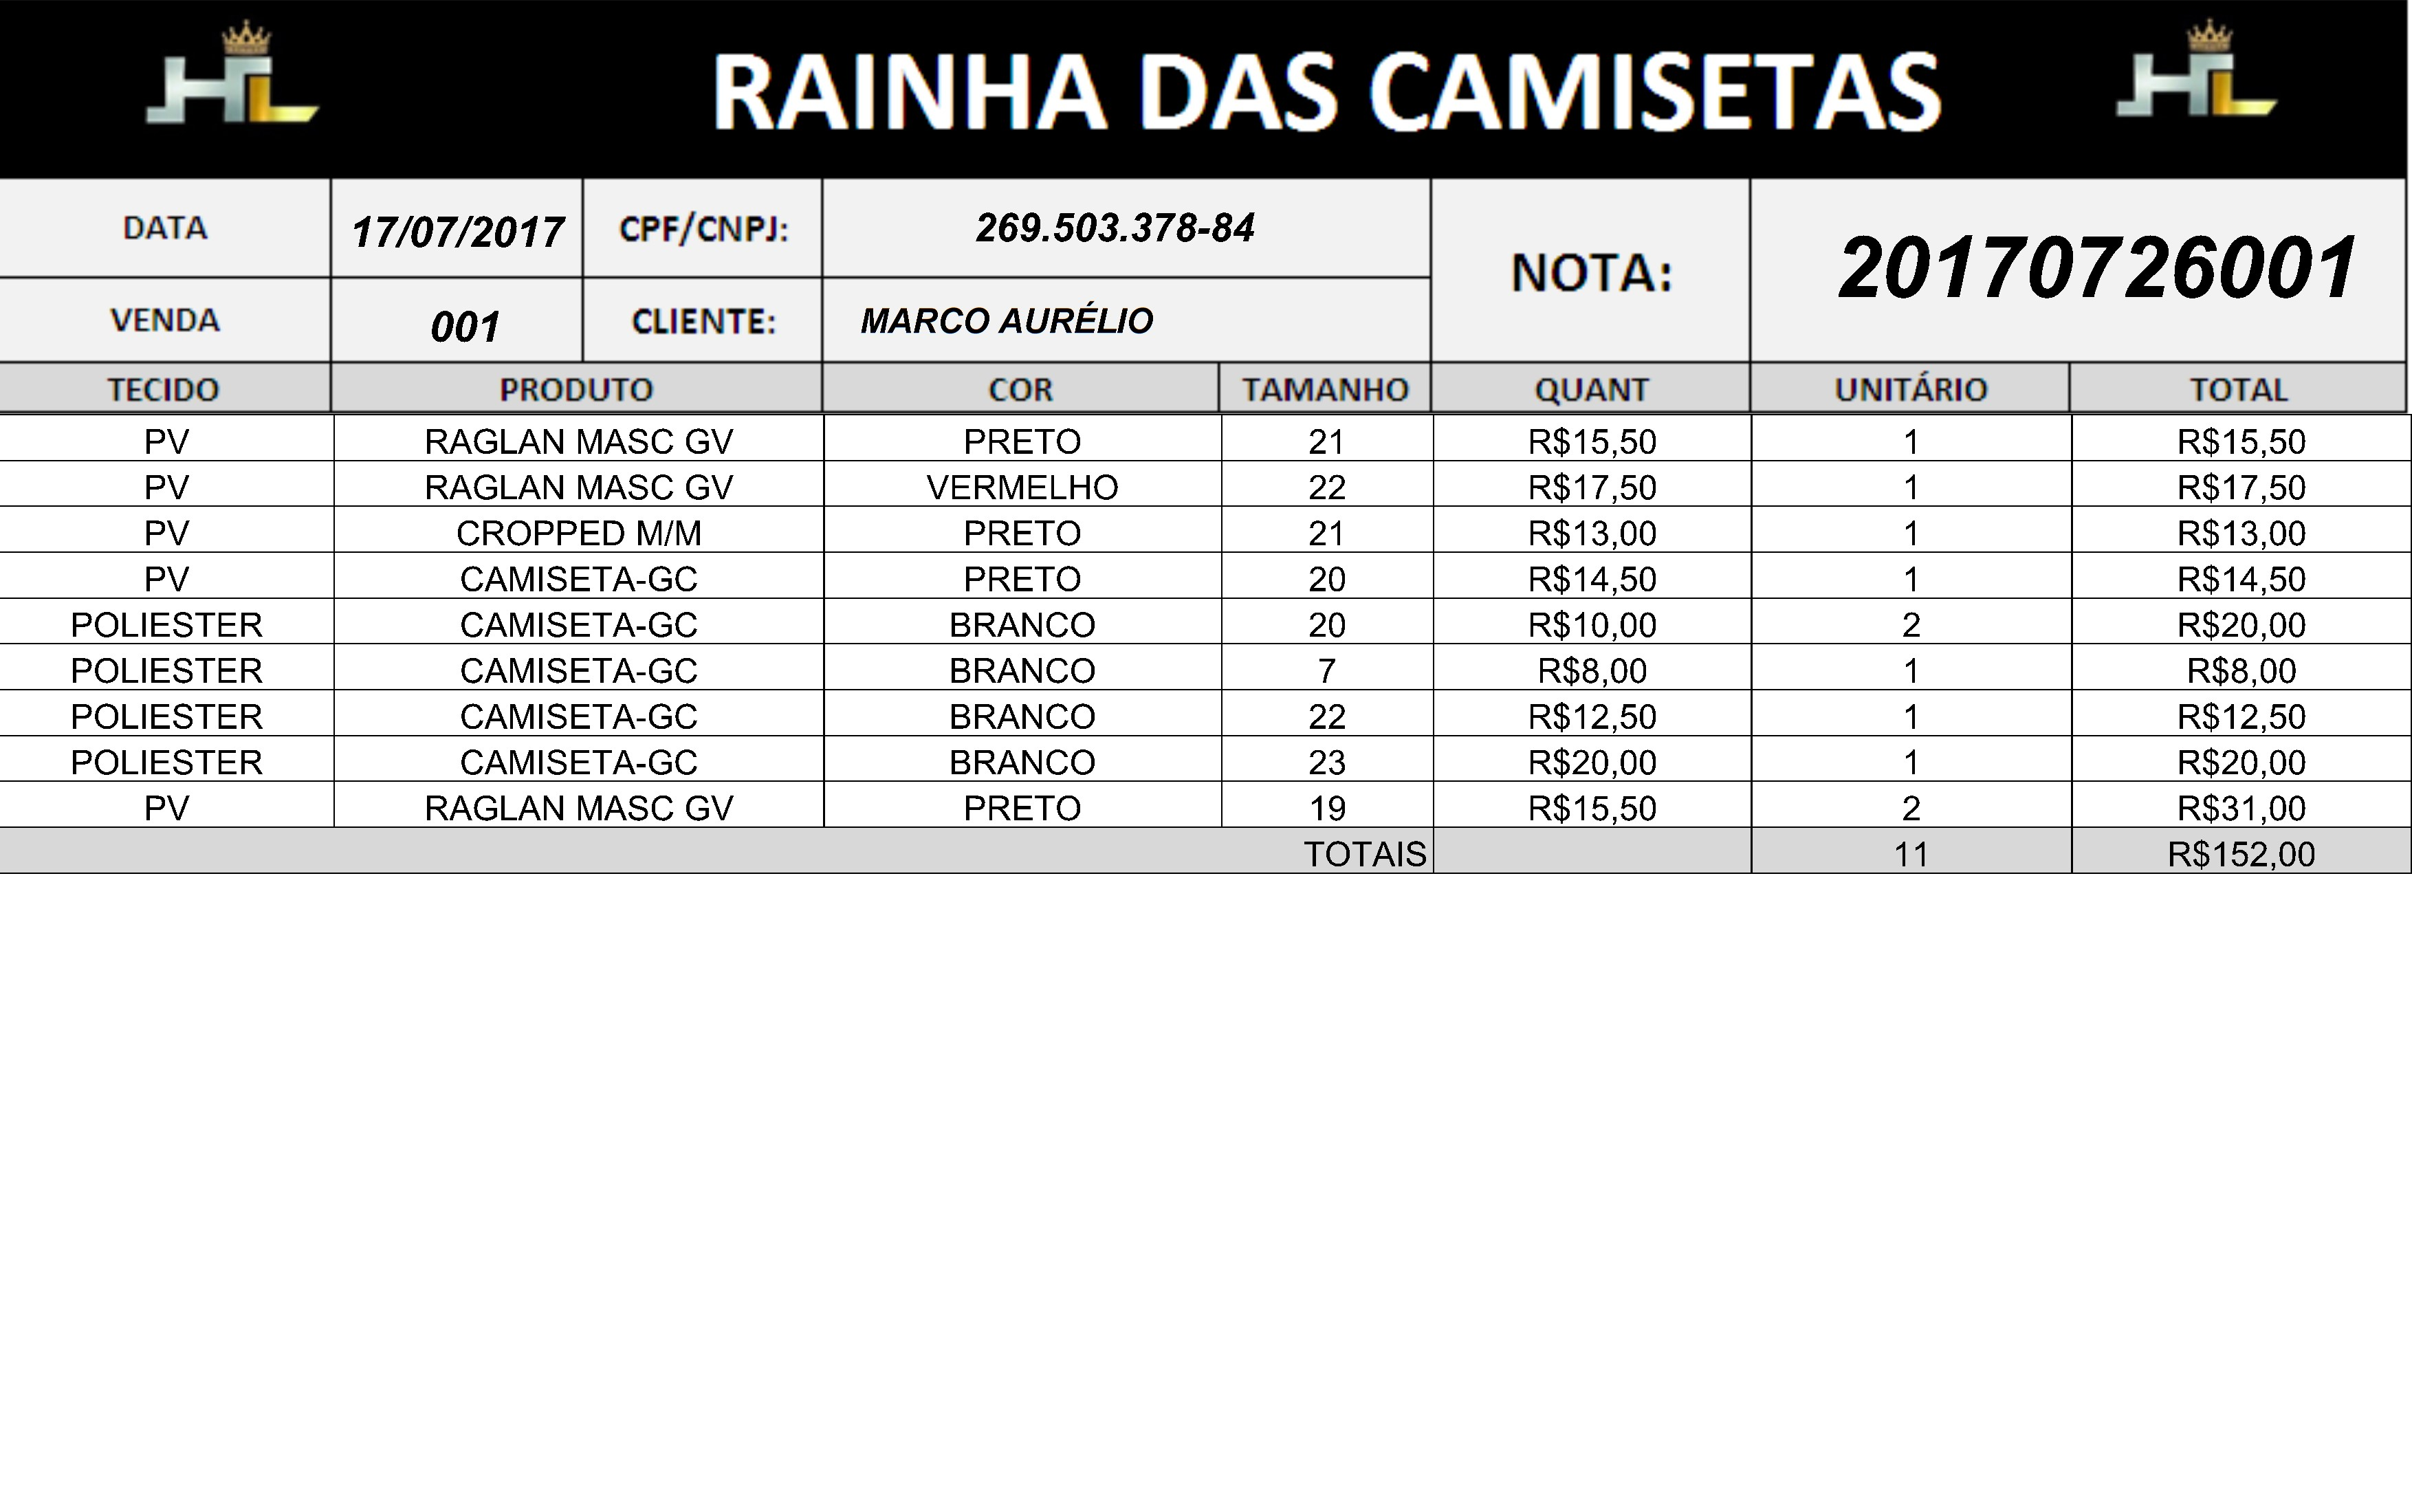 HL RAINHA DAS CAMISETAS HL
DATA 17/07/2017 CPF/CNPJ: 269.503.378-84 NOTA: 20170726001
VENDA 001 CLIENTE: MARCO AURÉLIO
TECIDO PRODUTO COR TAMANHO QUANT UNITÁRIO TOTAL
PV RAGLAN MASC GV PRETO 21 R$15,50 1 R$15,50
PV RAGLAN MASC GV VERMELHO 22 R$17,50 1 R$17,50
PV CROPPED M/M PRETO 21 R$13,00 1 R$13,00
PV CAMISETA-GC PRETO 20 R$14,50 1 R$14,50
POLIESTER CAMISETA-GC BRANCO 20 R$10,00 2 R$20,00
POLIESTER CAMISETA-GC BRANCO 7 R$8,00 1 R$8,00
POLIESTER CAMISETA-GC BRANCO 22 R$12,50 1 R$12,50
POLIESTER CAMISETA-GC BRANCO 23 R$20,00 1 R$20,00
PV RAGLAN MASC GV PRETO 19 R$15,50 2 R$31,00
TOTAIS 11 R$152,00